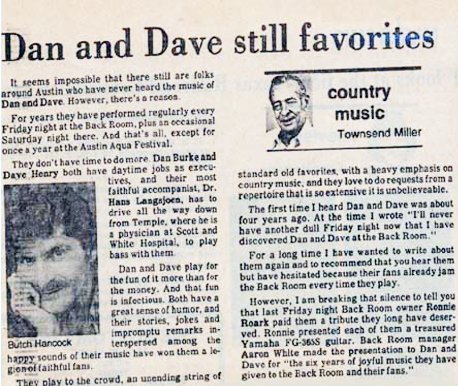 Dan and Dave still favorites
It seems impossible that there still are folks
around Austin who have never heard the music of
Dan and Dave. However, there's a reason.
For years they have performed regularly every
Friday night at the Back Room, plus an occasional
Saturday night there. And that's all, except for
once a year at the Austin Aqua Festival.
They don't have time to do more. Dan Burke and
Dave Henry both have daytime jobs as execu-
tives, and their most
faithful accompanist, Dr.
Hans Langsjoen, has to
drive all the way down
from Temple, where he is
a physician at Scott and
White Hospital, to play
bass with them.
Dan and Dave play for
the fun of it more than for
the money. And that fun
is infectious. Both have a
great sense of humor, and
their stories, jokes and
impromptu remarks in-
terspersed among the
happy sounds of their music have won them a le-
gion of faithful fans.
They play to the crowd, an unending string of
Butch Hancock
country
music
Townsend Miller
standard old favorites, with a heavy emphasis on
country music, and they love to do requests from a
repertoire that is so extensive it is unbelieveable.
The first time I heard Dan and Dave was about
four years ago. At the time I wrote "I'll never
have another dull Friday night now that I have
discovered Dan and Dave at the Back Room."
For a long time I have wanted to write about
them again and to recommend that you hear them
but have hesitated because their fans already jam
the Back Room every time they play.
However, I am breaking that silence to tell you
that last Friday night Back Room owner Ronnie
Roark paid them a tribute they long have deser-
ved. Ronnie presented each of them a treasured
Yamaha FG-365S guitar. Back Room manager
Aaron White made the presentation to Dan and
Dave for "the six years of joyful music they have
given to the Back Room and their fans."